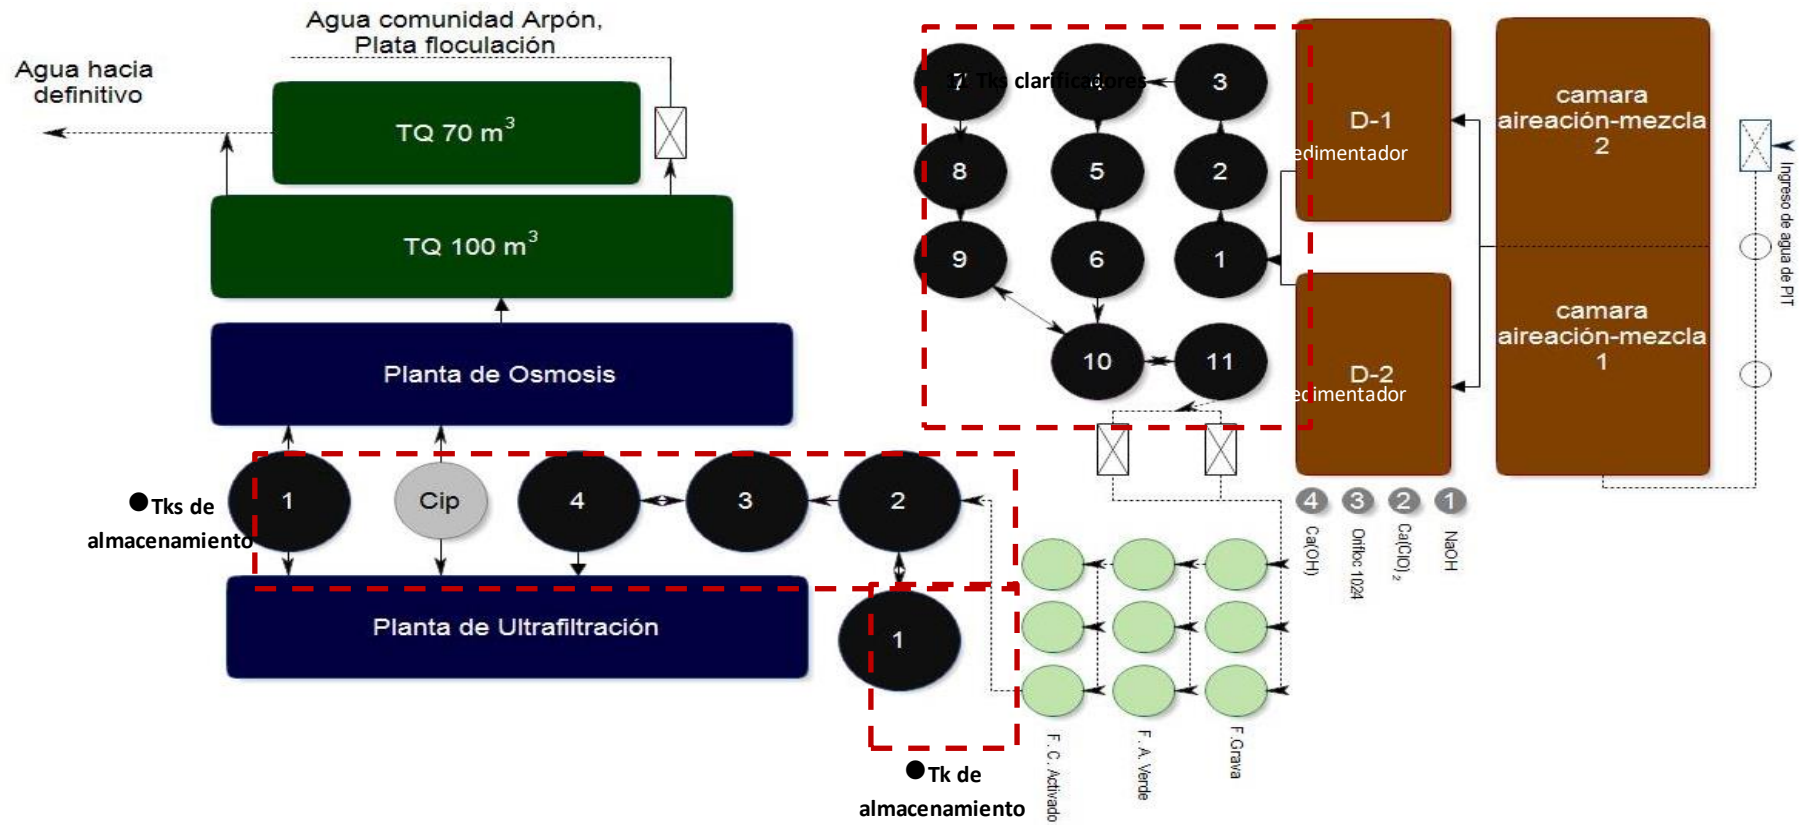 Agua comunidad Arpón,
Plata floculación
Agua hacia
definitivo
TQ 70 m³
TQ 100 m³
Planta de Osmosis
1
Cip
4
3
2
●Tks de
almacenamiento
Planta de Ultrafiltración
1
●Tk de
almacenamiento
7
3
11 Tks clarificadores
8
5
2
9
6
1
10
11
D-1
edimentador
D-2
edimentador
camara
aireación-mezcla
2
camara
aireación-mezcla
1
Ingreso de agua de PIT
4
3
2
1
Ca(OH)
Orifloc 1024
Ca(ClO)₂
NaOH
F. C. Activado
F. A. Verde
F.Grava